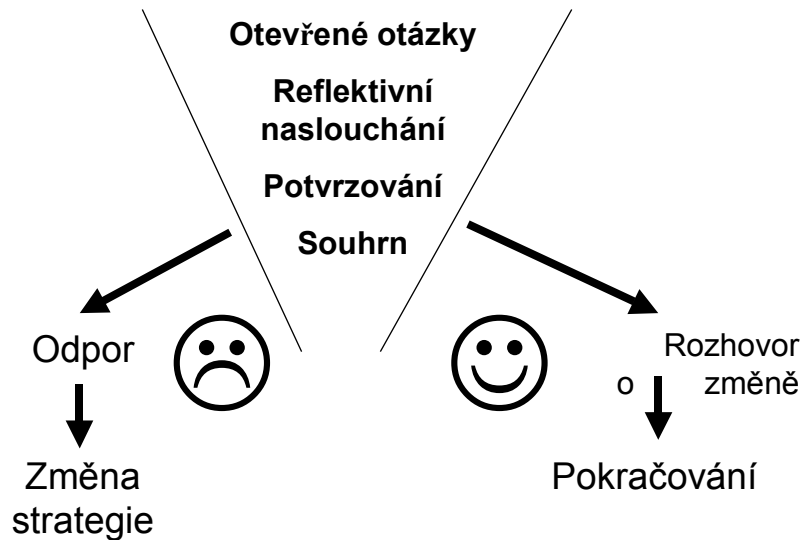 Otevřené otázky
Reflektivní
naslouchání
Potvrzování
Souhrn
Odpor
Změna
strategie
Rozhovor
o změně
Pokračování